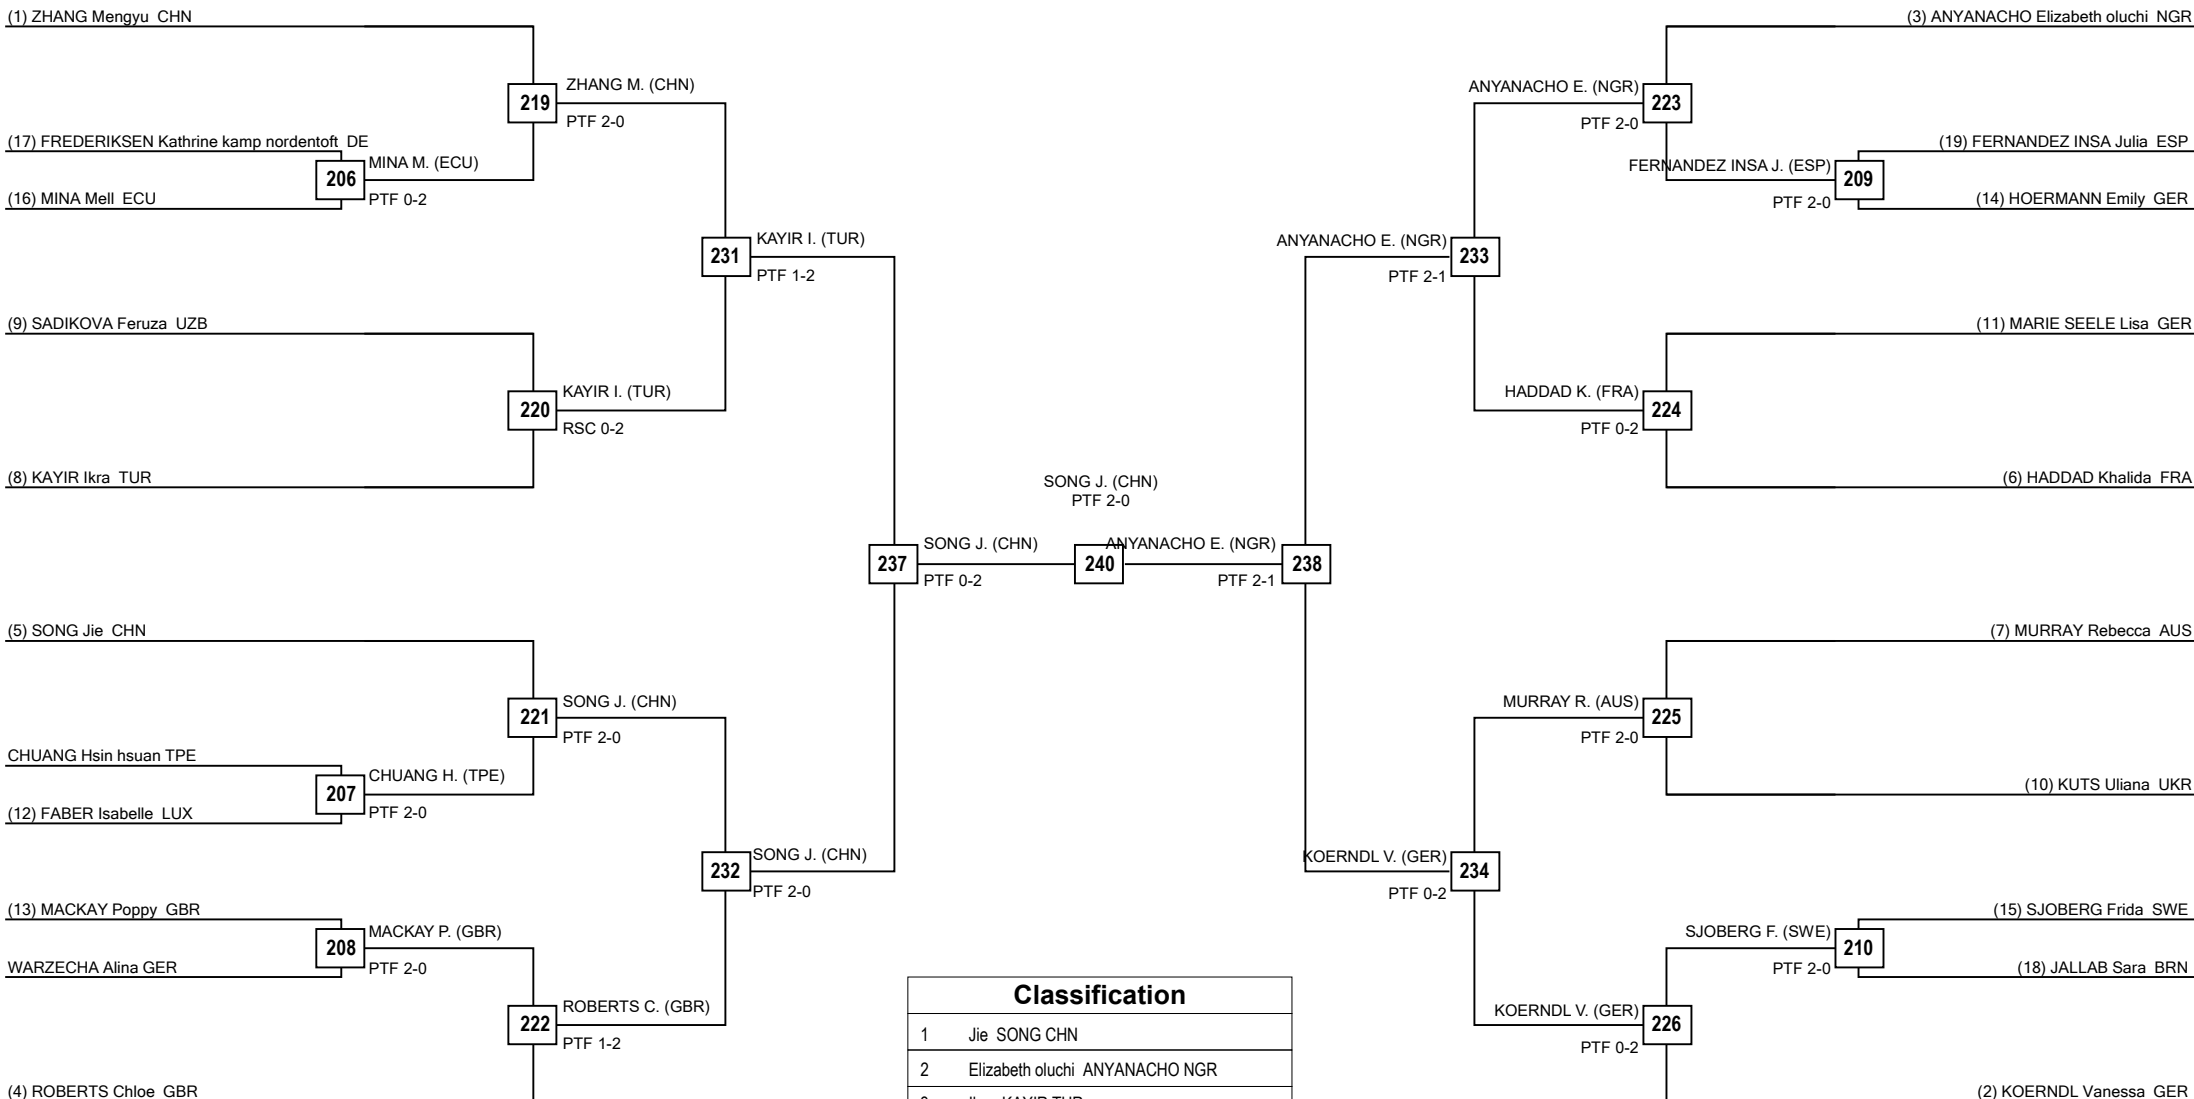 (1) ZHANG Mengyu CHN
(17) FREDERIKSEN Kathrine kamp nordentoft DE
(16) MINA Mell ECU
(9) SADIKOVA Feruza UZB
(8) KAYIR Ikra TUR
(5) SONG Jie CHN
CHUANG Hsin hsuan TPE
(12) FABER Isabelle LUX
(13) MACKAY Poppy GBR
WARZECHA Alina GER
(4) ROBERTS Chloe GBR
206
MINA M. (ECU)
PTF 0-2
207
CHUANG H. (TPE)
PTF 2-0
208
MACKAY P. (GBR)
PTF 2-0
219
ZHANG M. (CHN)
PTF 2-0
220
KAYIR I. (TUR)
RSC 0-2
221
SONG J. (CHN)
PTF 2-0
222
ROBERTS C. (GBR)
PTF 1-2
231
KAYIR I. (TUR)
PTF 1-2
232
SONG J. (CHN)
PTF 2-0
237
SONG J. (CHN)
PTF 0-2
SONG J. (CHN)
PTF 2-0
240
ANYANACHO E. (NGR)
PTF 2-1
238
ANYANACHO E. (NGR)
PTF 2-1
233
KOERNDL V. (GER)
PTF 0-2
234
ANYANACHO E. (NGR)
PTF 2-0
223
HADDAD K. (FRA)
PTF 0-2
224
MURRAY R. (AUS)
PTF 2-0
225
KOERNDL V. (GER)
PTF 0-2
226
FERNANDEZ INSA J. (ESP)
PTF 2-0
209
SJOBERG F. (SWE)
PTF 2-0
210
(3) ANYANACHO Elizabeth oluchi NGR
(19) FERNANDEZ INSA Julia ESP
(14) HOERMANN Emily GER
(11) MARIE SEELE Lisa GER
(6) HADDAD Khalida FRA
(7) MURRAY Rebecca AUS
(10) KUTS Uliana UKR
(15) SJOBERG Frida SWE
(18) JALLAB Sara BRN
(2) KOERNDL Vanessa GER
Classification
1 Jie SONG CHN
2 Elizabeth oluchi ANYANACHO NGR
3 Ikra KAYIR TUR